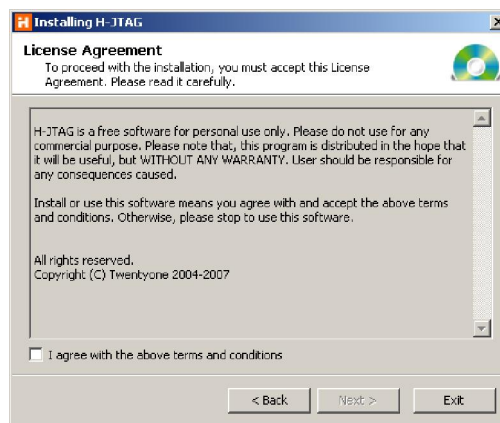 Installing H-JTAG
License Agreement
To proceed with the installation, you must accept this License
Agreement. Please read it carefully.
H-JTAG is a free software for personal use only. Please do not use for any
commercial purpose. Please note that, this program is distributed in the hope that
it will be useful, but WITHOUT ANY WARRANTY. User should be responsible for
any consequences caused.
Install or use this software means you agree with and accept the above terms
and conditions. Otherwise, please stop to use this software.
All rights reserved.
Copyright (C) Twentyone 2004-2007
I agree with the above terms and conditions
< Back Next > Exit